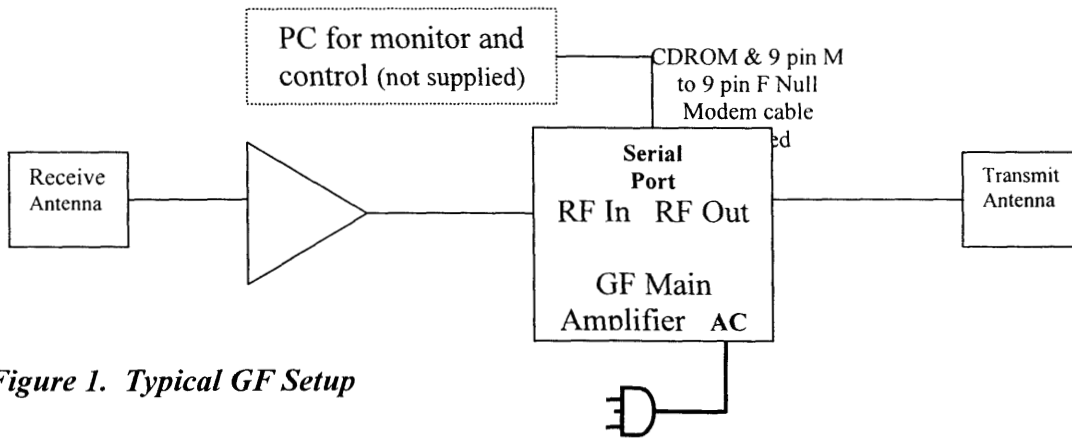 PC for monitor and
control (not supplied)
CDROM & 9 pin M
to 9 pin F Null
Modem cable
Serial
Port
RF In RF Out
GF Main
Amplifier AC
Receive
Antenna
Transmit
Antenna
Figure 1. Typical GF Setup